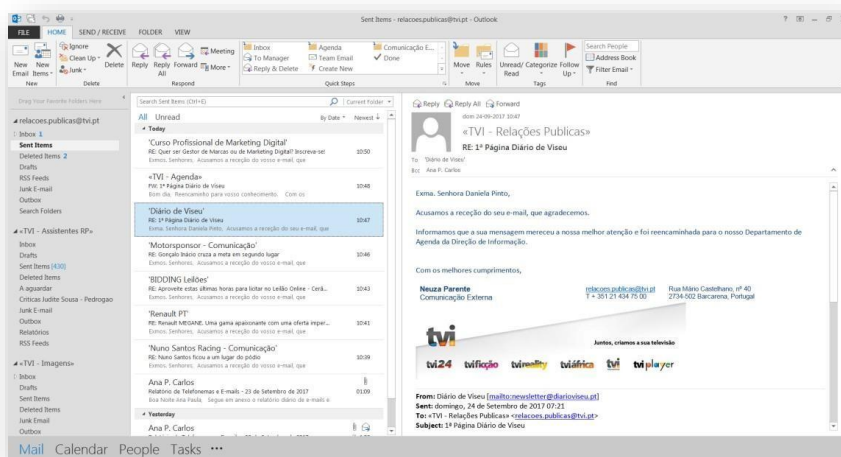 Sent Items - relacoes.publicas@tvi.pt - Outlook
FILE HOME SEND / RECEIVE FOLDER VIEW
New Email
New Items
Ignore
Clean Up
Junk
Delete
Reply
Reply All
Forward
Meeting
More
Inbox
To Manager
Reply & Delete
Agenda
Team Email
Create New
Comunicação E...
Done
Move
Rules
Unread/ Read
Categorize
Follow Up
Search People
Address Book
Filter Email
New Delete Respond Quick Steps Move Tags Find
Drag Your Favorite Folders Here
relacoes.publicas@tvi.pt
Inbox 1
Sent Items
Deleted Items 2
Drafts
RSS Feeds
Junk E-mail
Outbox
Search Folders
«TVI - Assistentes RP»
Inbox
Drafts
Sent Items [430]
Deleted Items
A aguardar
Criticas Judite Sousa - Pedrogao
Junk E-mail
Outbox
Relatórios
RSS Feeds
«TVI - Imagens»
Inbox
Drafts
Sent Items
Deleted Items
Junk Email
Outbox
Search Sent Items (Ctrl+E) Current Folder
All Unread By Date Newest
Today
'Curso Profissional de Marketing Digital'
RE: Quer ser Gestor de Marcas ou de Marketing Digital? Inscreva-se! 10:50
Exmos. Senhores, Acusamos a receção do vosso e-mail, que
«TVI - Agenda»
FW: 1ª Página Diário de Viseu 10:48
Bom dia, Reencaminho para vosso conhecimento. Com os
'Diário de Viseu'
RE: 1ª Página Diário de Viseu 10:47
Exma. Senhora Daniela Pinto, Acusamos a receção do seu e-mail, que
'Motorsponsor - Comunicação'
RE: Gonçalo Inácio cruza a meta em segundo lugar 10:46
Exmos. Senhores, Acusamos a receção do vosso e-mail, que
'BIDDING Leilões'
RE: Aproveite estas últimas horas para licitar no Leilão Online - Cerâ... 10:43
Exmos. Senhores, Acusamos a receção do vosso e-mail, que
'Renault PT'
RE: Renault MEGANE. Uma gama apaixonante com uma oferta imper... 10:41
Exmos. Senhores, Acusamos a receção do vosso e-mail, que
'Nuno Santos Racing - Comunicação'
RE: Nuno Santos ficou a um lugar do pódio 10:39
Exmos. Senhores, Acusamos a receção do vosso e-mail, que
Ana P. Carlos
Relatório de Telefonemas e E-mails - 23 de Setembro de 2017 01:09
Boa Noite Ana Paula, Segue em anexo o relatório diário de e-mails e
Yesterday
Ana P. Carlos
Reply Reply All Forward
dom 24-09-2017 10:47
«TVI - Relações Publicas»
RE: 1ª Página Diário de Viseu
To 'Diário de Viseu'
Bcc Ana P. Carlos
Exma. Senhora Daniela Pinto,
Acusamos a receção do seu e-mail, que agradecemos.
Informamos que a sua mensagem mereceu a nossa melhor atenção e foi reencaminhada para o nosso Departamento de
Agenda da Direção de Informação.
Com os melhores cumprimentos,
Neuza Parente relacoes.publicas@tvi.pt Rua Mário Castelhano, nº 40
Comunicação Externa T + 351 21 434 75 00 2734-502 Barcarena, Portugal
tvi
Juntos, criamos a sua televisão
tvi24 tvificção tvireality tviáfrica tvi tviplayer
From: Diário de Viseu [mailto:newsletter@diarioviseu.pt]
Sent: domingo, 24 de Setembro de 2017 07:21
To: «TVI - Relações Publicas» <relacoes.publicas@tvi.pt>
Subject: 1ª Página Diário de Viseu
Mail Calendar People Tasks ...